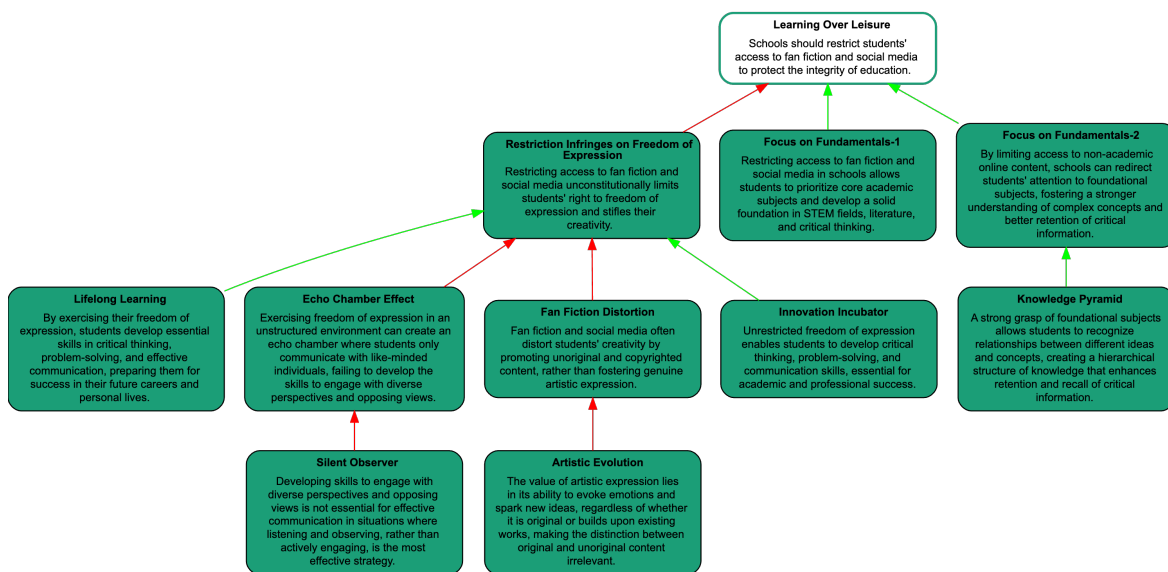 Learning Over Leisure
Schools should restrict students'
access to fan fiction and social media
to protect the integrity of education.
Restriction Infringes on Freedom of
Expression
Restricting access to fan fiction and
social media unconstitutionally limits
students' right to freedom of
expression and stifles their
creativity.
Focus on Fundamentals-1
Restricting access to fan fiction and
social media in schools allows
students to prioritize core academic
subjects and develop a solid
foundation in STEM fields, literature,
and critical thinking.
Focus on Fundamentals-2
By limiting access to non-academic
online content, schools can redirect
students' attention to foundational
subjects, fostering a stronger
understanding of complex concepts and
better retention of critical
information.
Lifelong Learning
By exercising their freedom of
expression, students develop essential
skills in critical thinking,
problem-solving, and effective
communication, preparing them for
success in their future careers and
personal lives.
Echo Chamber Effect
Exercising freedom of expression in an
unstructured environment can create an
echo chamber where students only
communicate with like-minded
individuals, failing to develop the
skills to engage with diverse
perspectives and opposing views.
Fan Fiction Distortion
Fan fiction and social media often
distort students' creativity by
promoting unoriginal and copyrighted
content, rather than fostering genuine
artistic expression.
Innovation Incubator
Unrestricted freedom of expression
enables students to develop critical
thinking, problem-solving, and
communication skills, essential for
academic and professional success.
Knowledge Pyramid
A strong grasp of foundational subjects
allows students to recognize
relationships between different ideas
and concepts, creating a hierarchical
structure of knowledge that enhances
retention and recall of critical
information.
Silent Observer
Developing skills to engage with
diverse perspectives and opposing
views is not essential for effective
communication in situations where
listening and observing, rather than
actively engaging, is the most
effective strategy.
Artistic Evolution
The value of artistic expression lies
in its ability to evoke emotions and
spark new ideas, regardless of whether
it is original or builds upon existing
works, making the distinction between
original and unoriginal content
irrelevant.